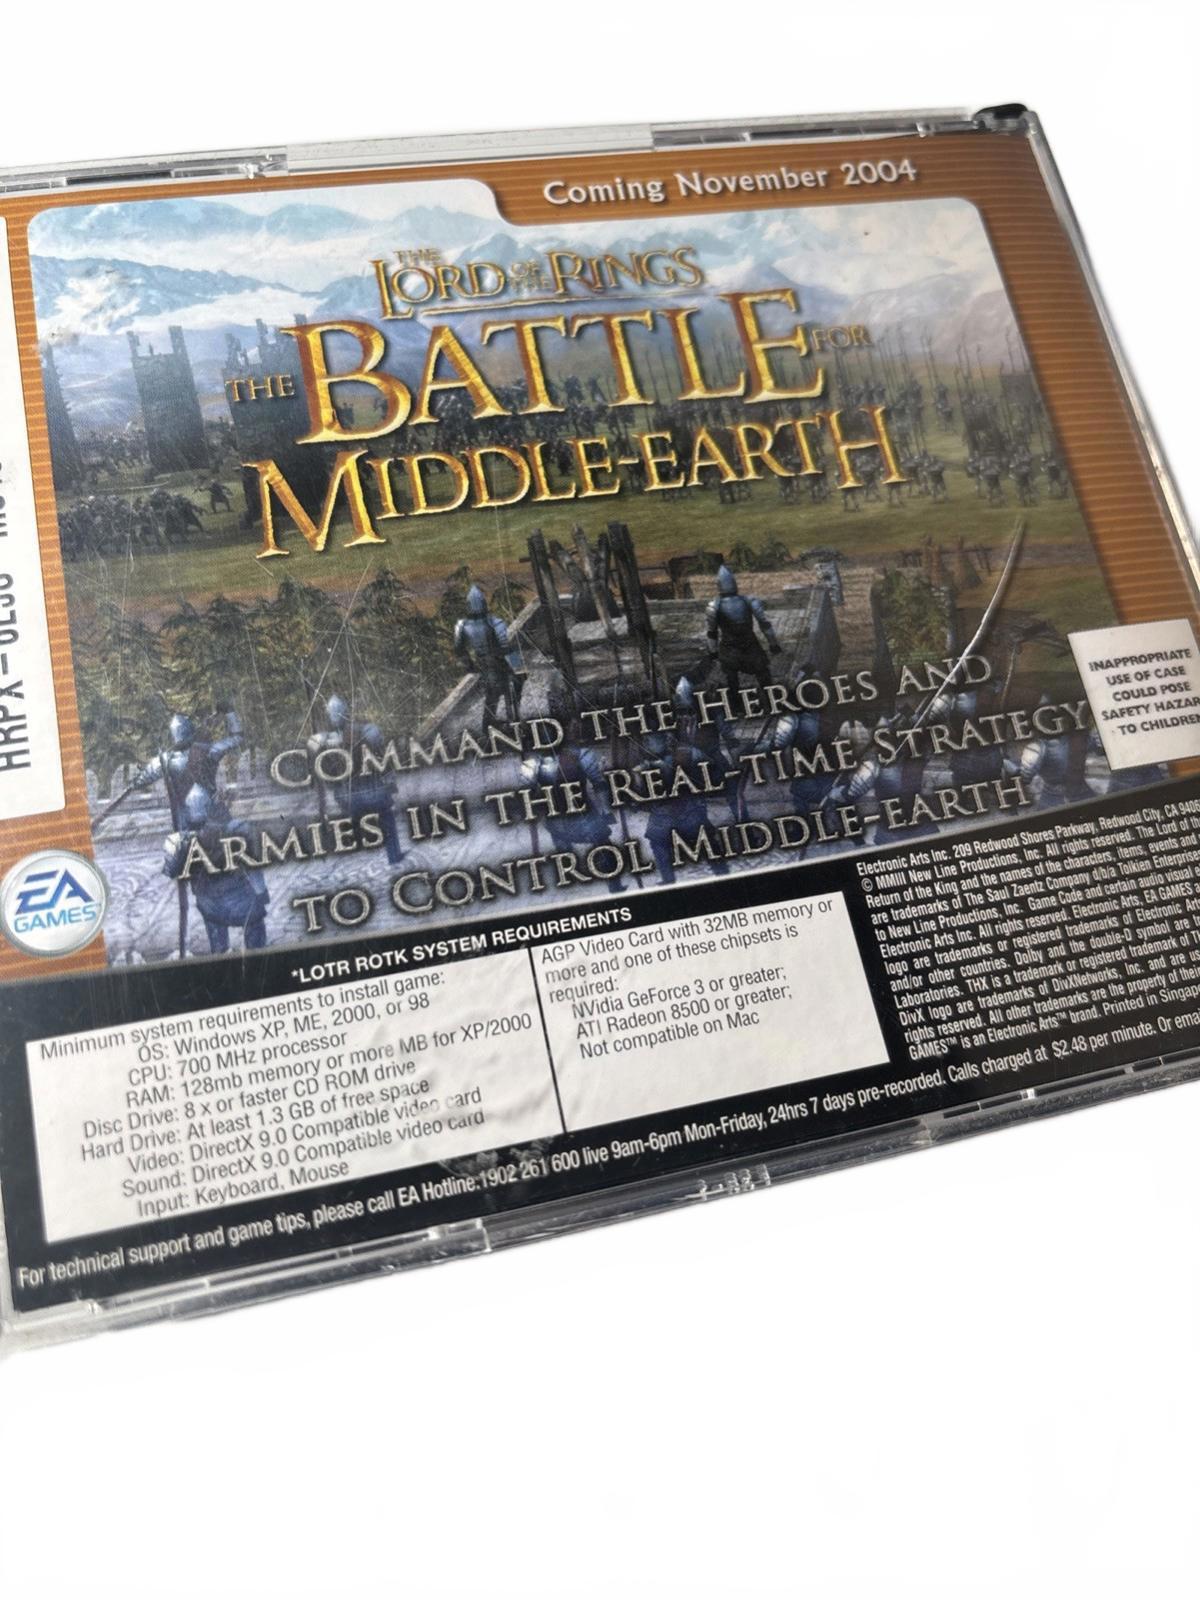 Coming November 2004
THE
LORD OF THE RINGS
THE BATTLE FOR
MIDDLE-EARTH
COMMAND THE HEROES AND
ARMIES IN THE REAL-TIME STRATEGY
TO CONTROL MIDDLE-EARTH
INAPPROPRIATE
USE OF CASE
COULD POSE
SAFETY HAZAR
TO CHILDRE
EA
GAMES
*LOTR ROTK SYSTEM REQUIREMENTS
Minimum system requirements to install game:
OS: Windows XP, ME, 2000, or 98
CPU: 700 MHz processor
RAM: 128mb memory or more MB for XP/2000
Disc Drive: 8 x or faster CD ROM drive
Hard Drive: At least 1.3 GB of free space
Video: DirectX 9.0 Compatible video card
Sound: DirectX 9.0 Compatible video card
Input: Keyboard, Mouse
AGP Video Card with 32MB memory or
more and one of these chipsets is
required:
NVidia GeForce 3 or greater;
ATI Radeon 8500 or greater;
Not compatible on Mac
Electronic Arts Inc. 209 Redwood Shores Parkway, Redwood City, CA
© MMIII New Line Productions, Inc. All rights reserved. The Lord of
Return of the King and the names of the characters, items, events and
are trademarks of The Saul Zaentz Company d/b/a Tolkien Enterprises
to New Line Productions, Inc. Game Code and certain audio visual
Electronic Arts Inc. All rights reserved. Electronic Arts, EA GAMES
logo are trademarks or registered trademarks of Electronic
and/or other countries. Dolby and the double-D symbol are
Laboratories. THX is a trademark or registered trademark of
DivX logo are trademarks of DivXNetworks, Inc. and are
rights reserved. All other trademarks are the property of
GAMES™ is an Electronic Arts™ brand. Printed in
For technical support and game tips, please call EA Hotline:1902 261 600 live 9am-6pm Mon-Friday, 24hrs 7 days pre-recorded. Calls charged at $2.48 per minute. Or